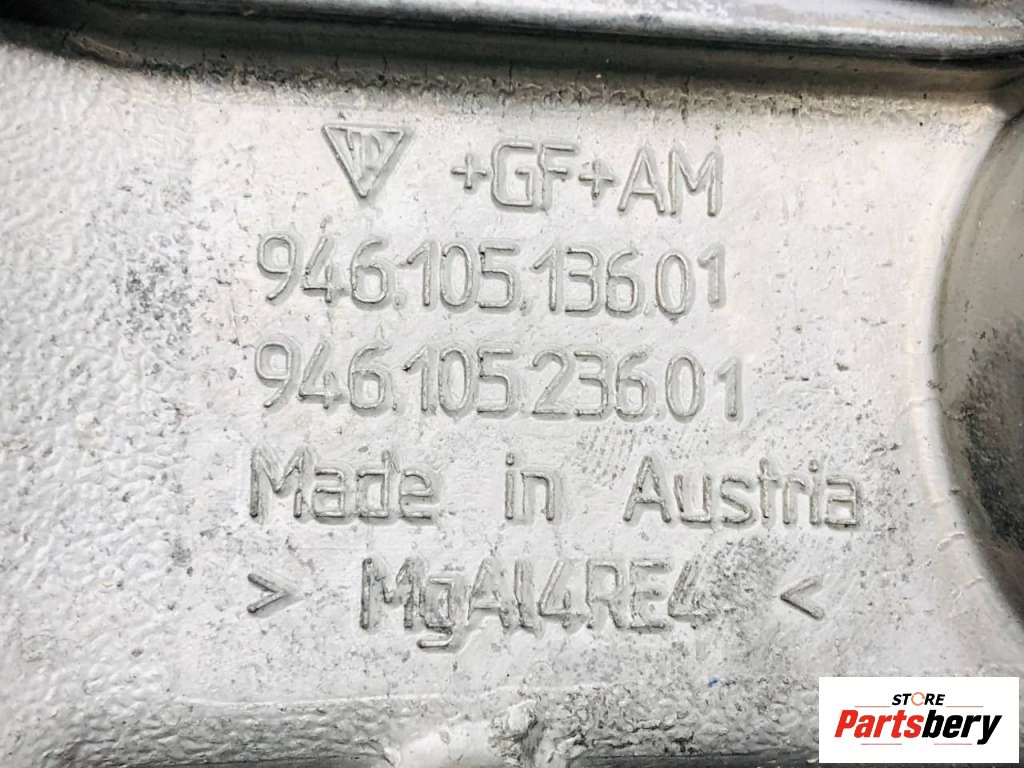 +GF+AM
946.105.136.01
946.105.236.01
Made in Austria
> MgAl4RE4 <
STORE
Partsbery